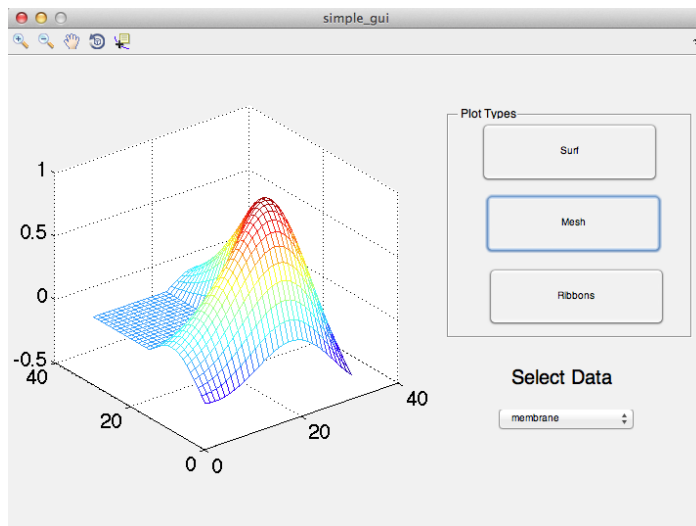 simple_gui
Plot Types
Surf
Mesh
Ribbons
Select Data
membrane
1
0.5
0
-0.5
40
20
0
0
20
40